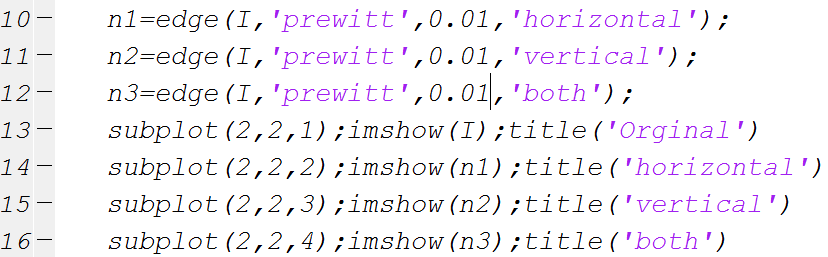 10- n1=edge(I,'prewitt',0.01,'horizontal');
11- n2=edge(I,'prewitt',0.01,'vertical');
12- n3=edge(I,'prewitt',0.01,'both');
13- subplot(2,2,1);imshow(I);title('Orginal')
14- subplot(2,2,2);imshow(n1);title('horizontal')
15- subplot(2,2,3);imshow(n2);title('vertical')
16- subplot(2,2,4);imshow(n3);title('both')